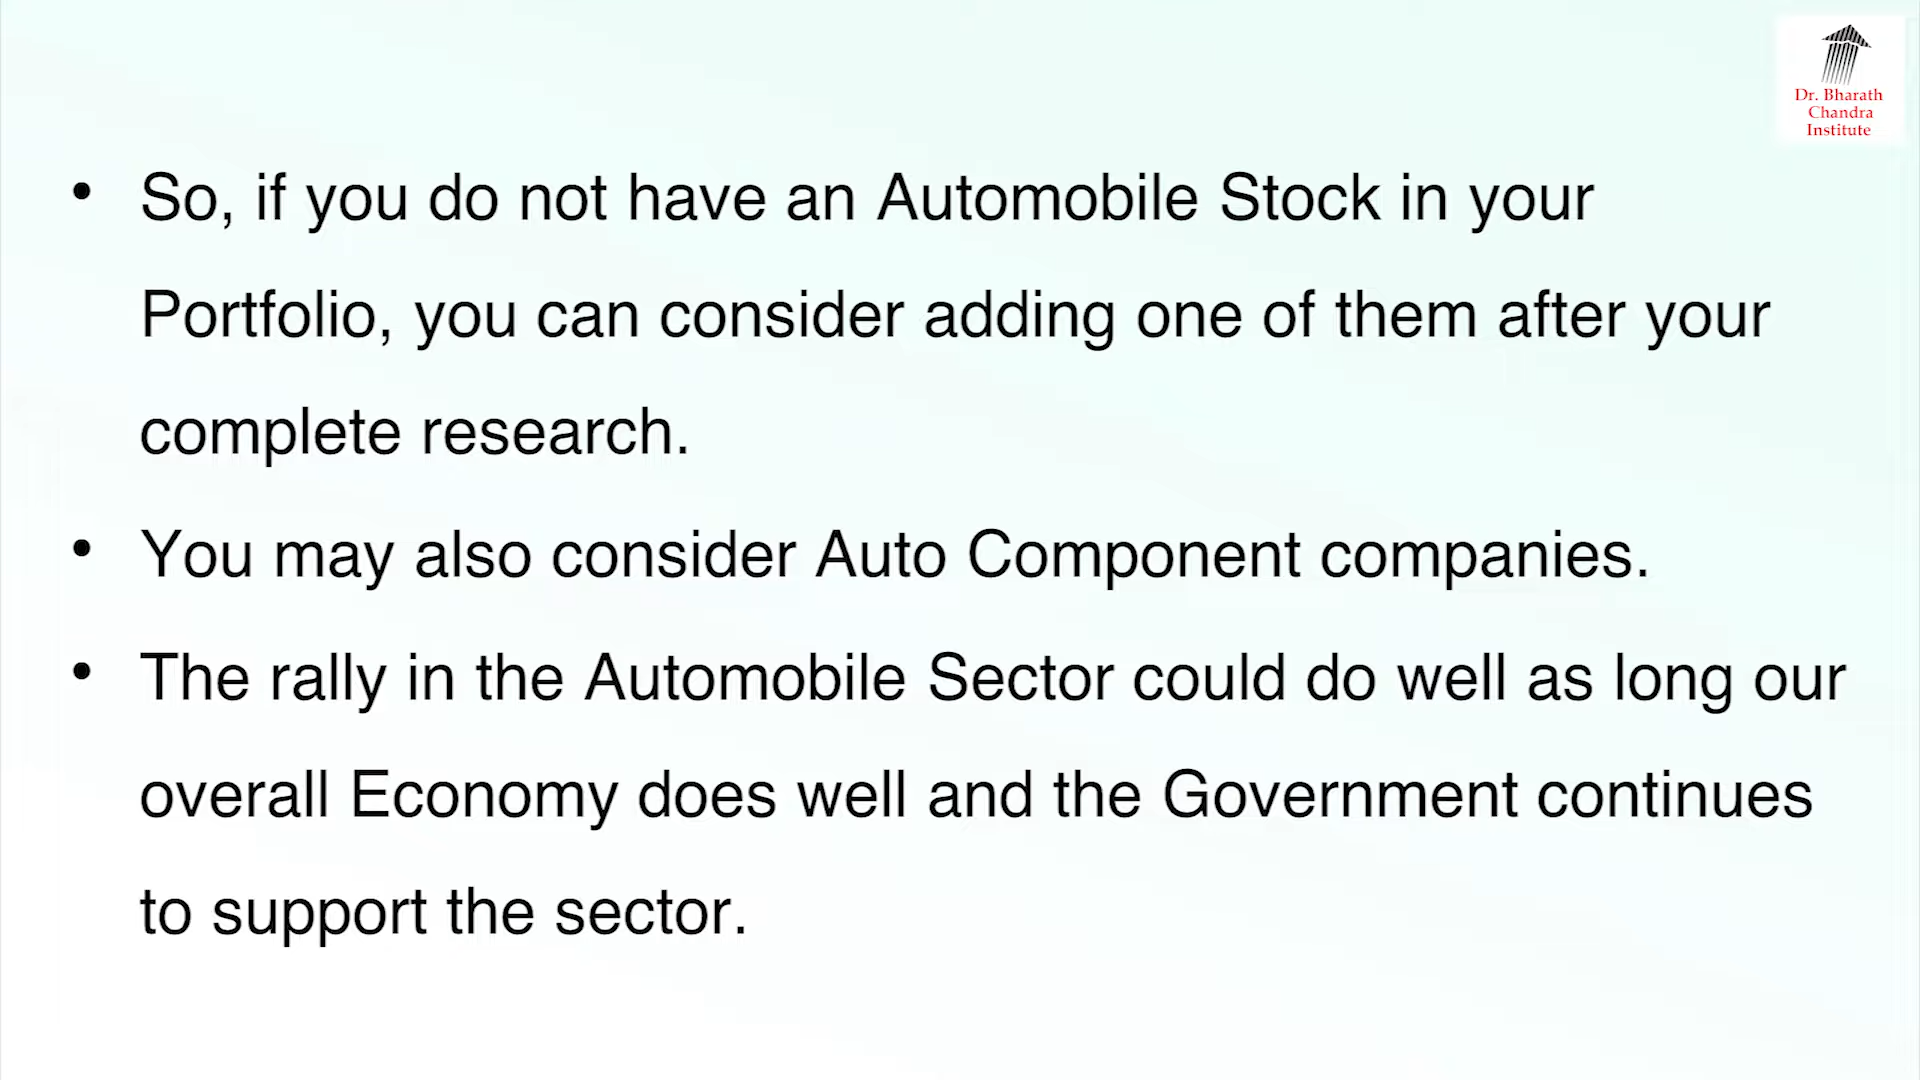 Dr. Bharath
Chandra
Institute
• So, if you do not have an Automobile Stock in your
Portfolio, you can consider adding one of them after your
complete research.
• You may also consider Auto Component companies.
• The rally in the Automobile Sector could do well as long our
overall Economy does well and the Government continues
to support the sector.